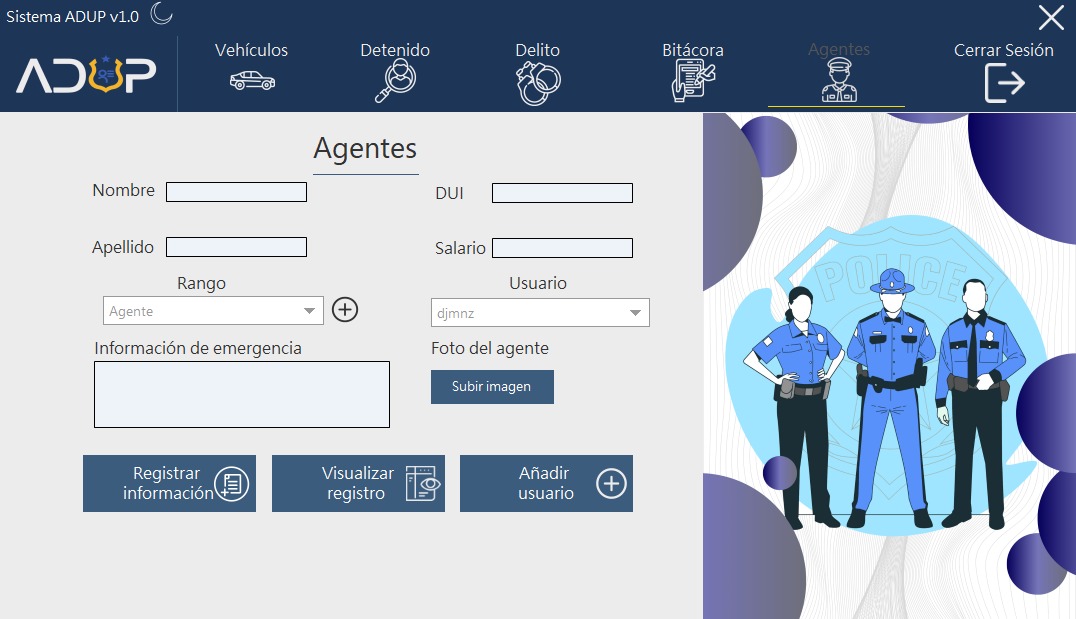 Sistema ADUP v1.0
ADUP
Vehículos
Detenido
Delito
Bitácora
Agentes
Cerrar Sesión
Agentes
Nombre
DUI
Apellido
Salario
Rango
Usuario
Agente
djmnz
Información de emergencia
Foto del agente
Subir imagen
Registrar
información
Visualizar
registro
Añadir
usuario
POLICE